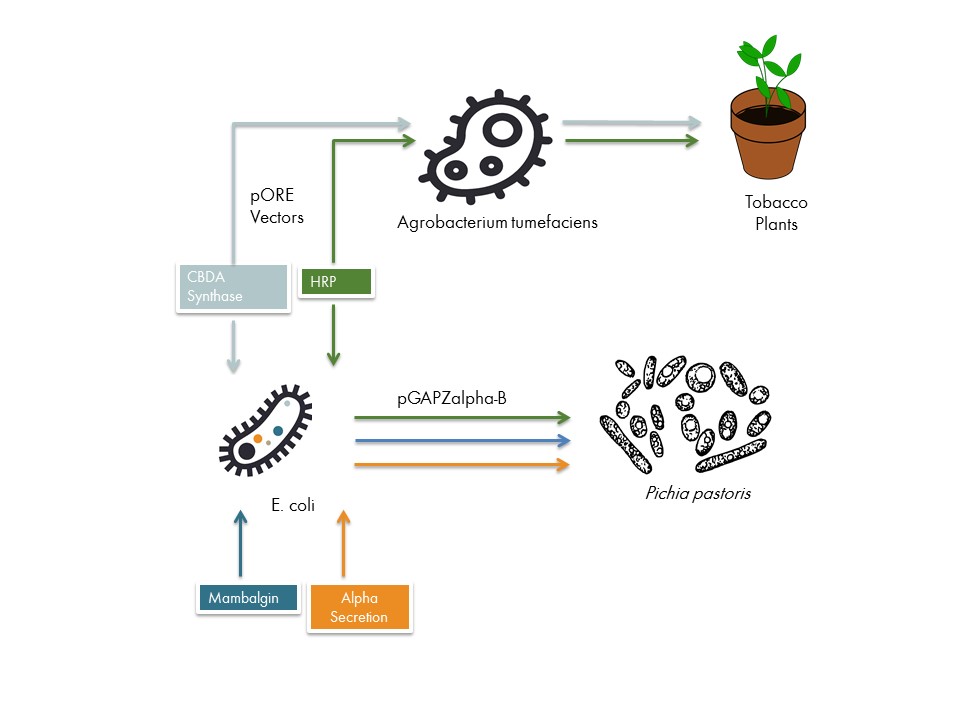 pORE
Vectors
Agrobacterium tumefaciens
Tobacco
Plants
CBDA
Synthase
HRP
pGAPZalpha-B
E. coli
Pichia pastoris
Mambalgin
Alpha
Secretion